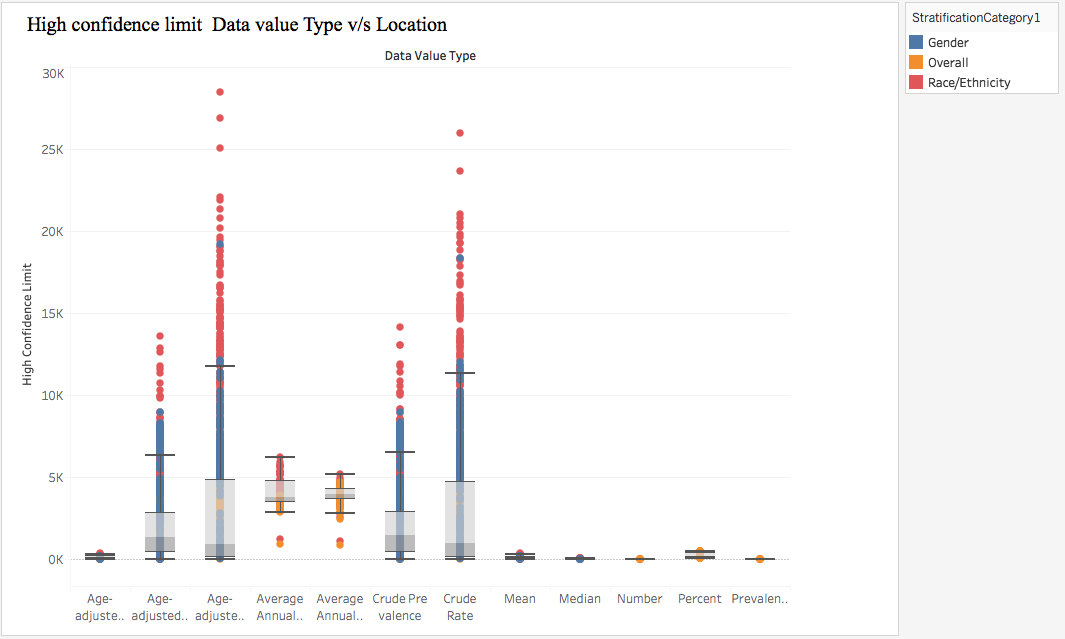 High confidence limit  Data value Type v/s Location
Data Value Type
30K
25K
20K
15K
10K
5K
0K
High Confidence Limit
Age-
adjuste..
Age-
adjusted..
Age-
adjuste..
Average
Annual..
Average
Annual..
Crude Pre
valence
Crude
Rate
Mean
Median
Number
Percent
Prevalen..
StratificationCategory1
Gender
Overall
Race/Ethnicity